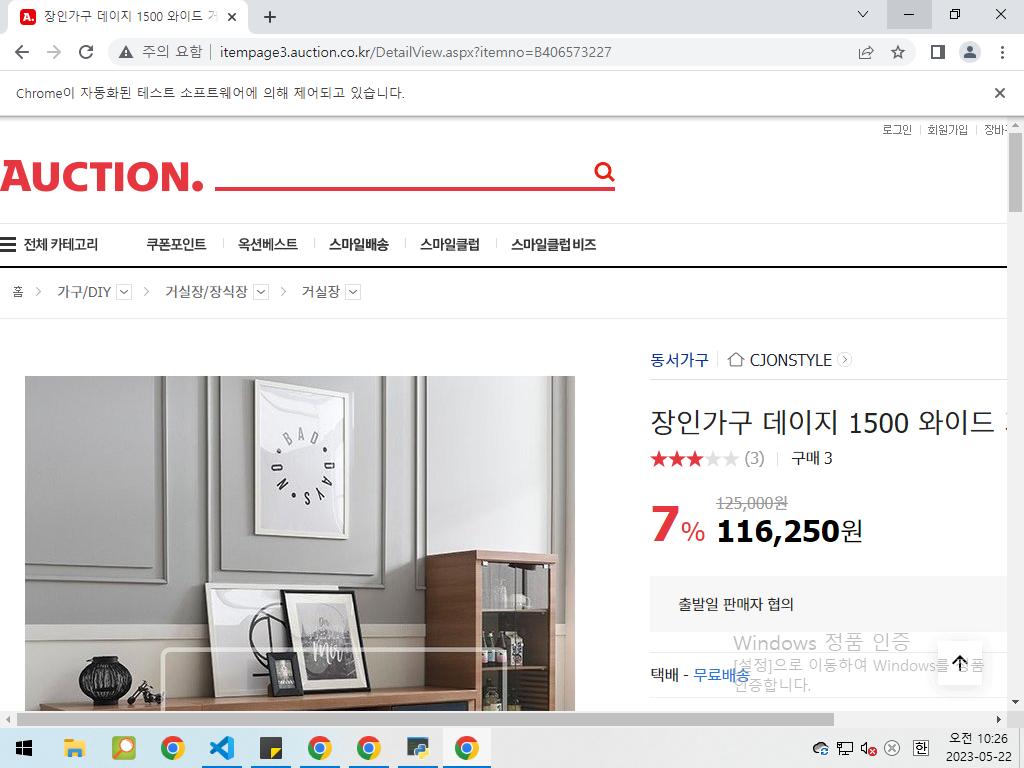 장인가구 데이지 1500 와이드
주의 요함
itempage3.auction.co.kr/DetailView.aspx?itemno=B406573227
Chrome이 자동화된 테스트 소프트웨어에 의해 제어되고 있습니다.
로그인 회원가입 장바
AUCTION.
전체 카테고리 쿠폰포인트 옥션베스트 스마일배송 스마일클럽 스마일클럽 비즈
홈 가구/DIY 거실장/장식장 거실장
동서가구 CJONSTYLE
장인가구 데이지 1500 와이드
(3) 구매 3
BAD DAYS NO
125,000원
7% 116,250원
출발일 판매자 협의
Windows 정품 인증
[설정]으로 이동하여 Windows를 정품
인증합니다.
택배 - 무료배송
한
오전 10:26
2023-05-22